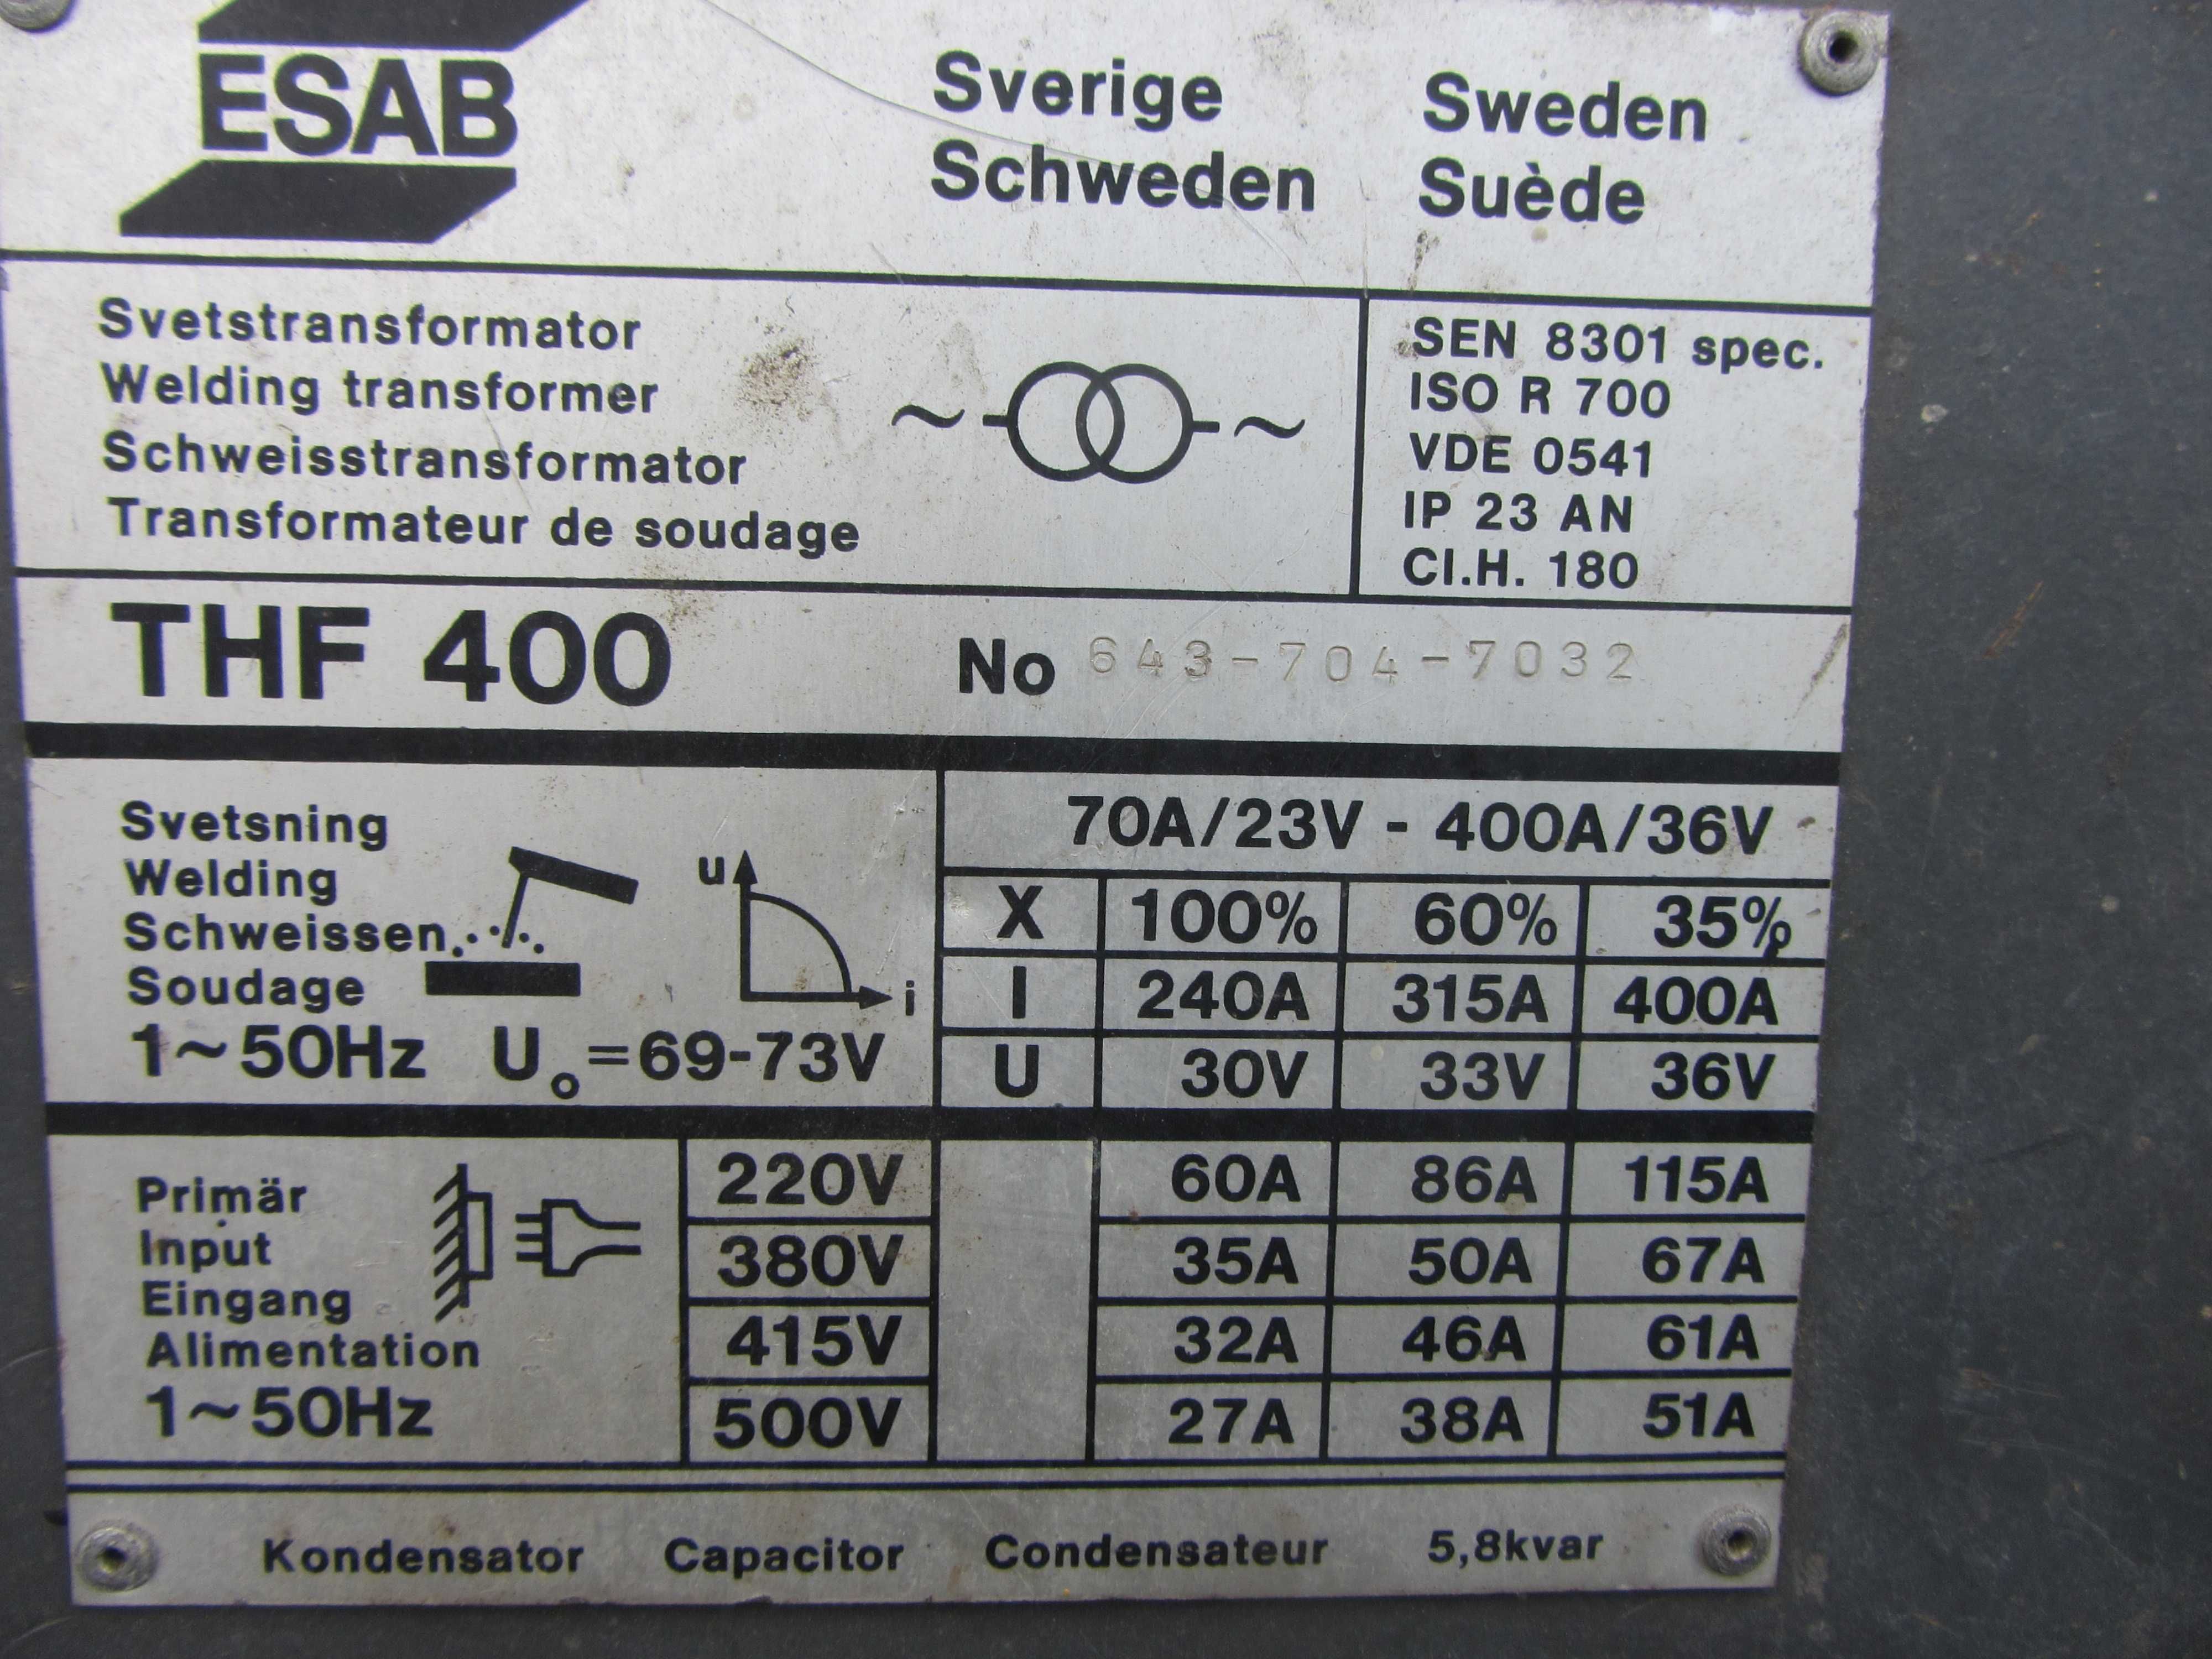 ESAB
Sverige Sweden
Schweden Suède
Svetstransformator
Welding transformer
Schweisstransformator
Transformateur de soudage
~ ~
SEN 8301 spec.
ISO R 700
VDE 0541
IP 23 AN
Cl.H. 180
THF 400 No 643-704-7032
Svetsning
Welding
Schweissen
Soudage
1~50Hz U₀=69-73V
u
i
70A/23V - 400A/36V
X 100% 60% 35%
I 240A 315A 400A
U 30V 33V 36V
Primär
Input
Eingang
Alimentation
1~50Hz
220V 60A 86A 115A
380V 35A 50A 67A
415V 32A 46A 61A
500V 27A 38A 51A
Kondensator Capacitor Condensateur 5,8kvar